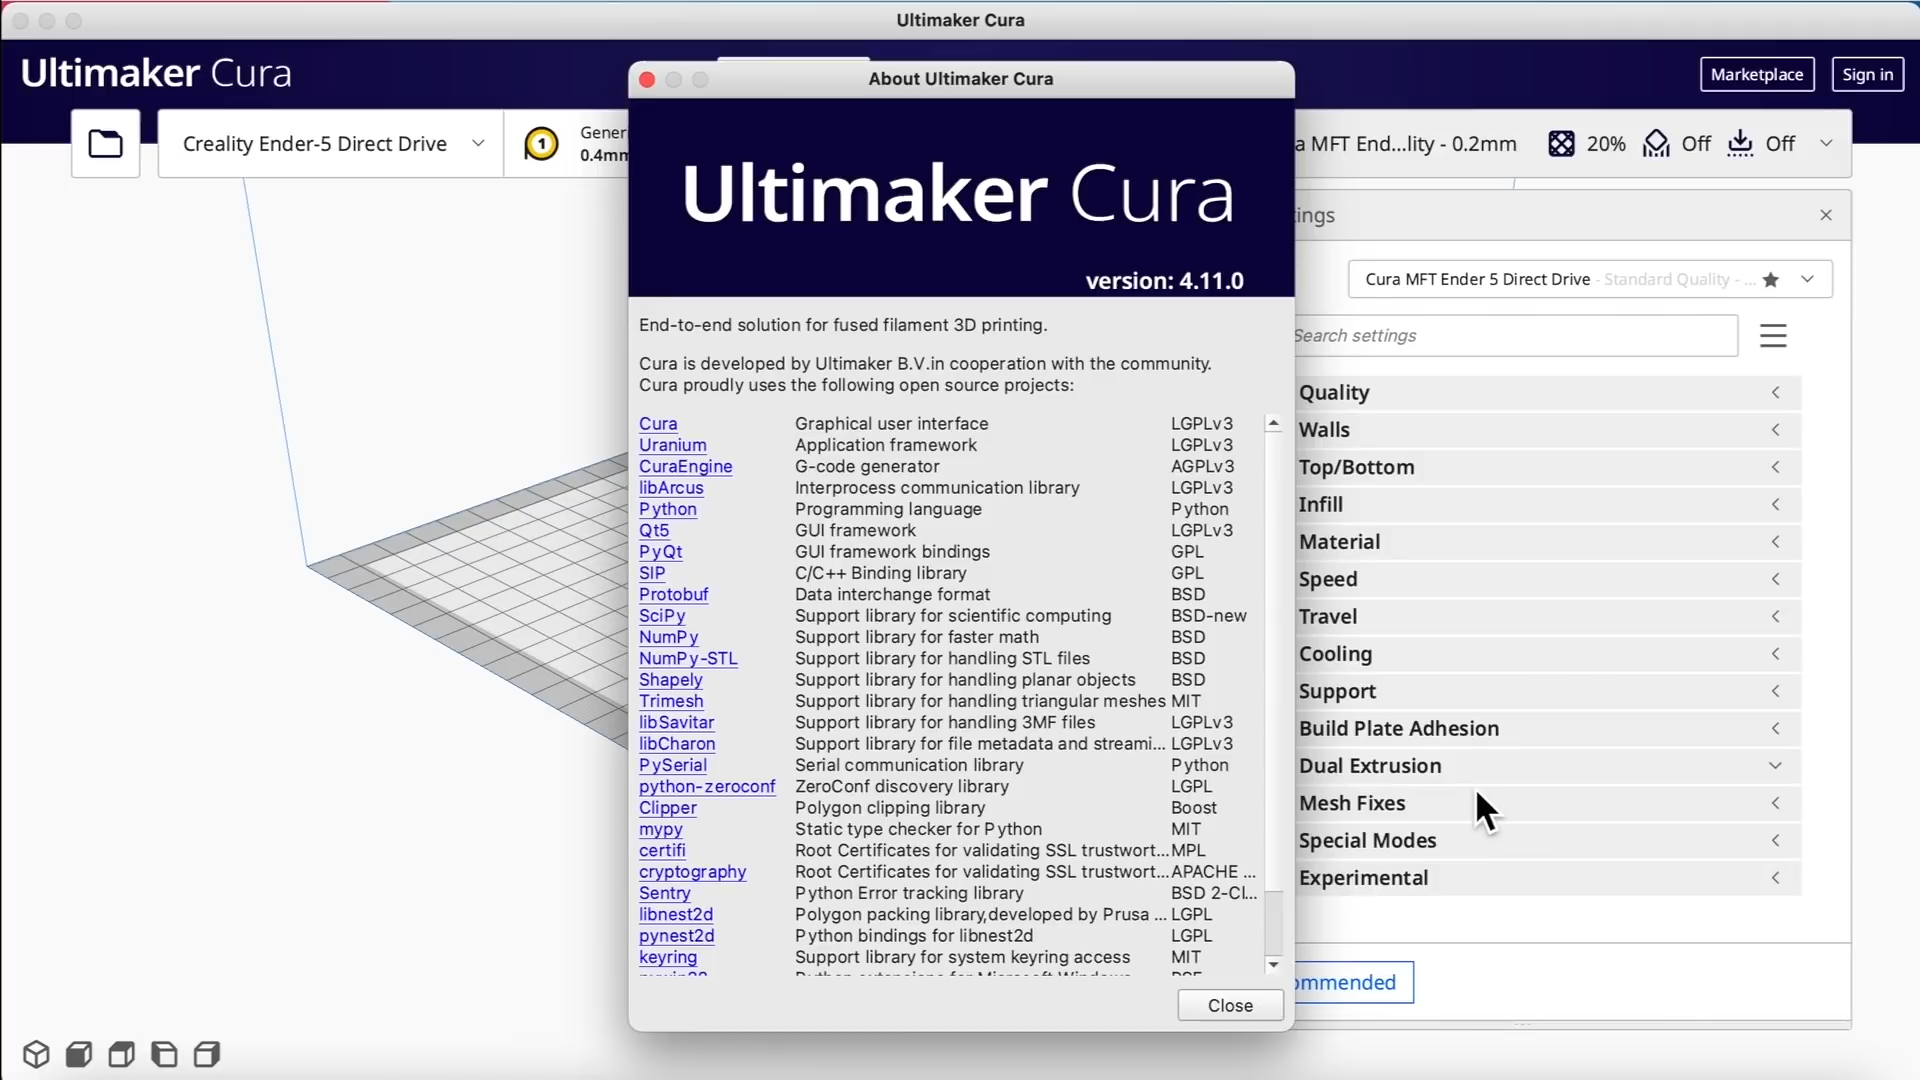 Ultimaker Cura
Ultimaker Cura
Marketplace
Sign in
Creality Ender-5 Direct Drive
1
Gener
0.4mm
a MFT End...lity - 0.2mm
20%
Off
Off
About Ultimaker Cura
Ultimaker Cura
version: 4.11.0
End-to-end solution for fused filament 3D printing.
Cura is developed by Ultimaker B.V.in cooperation with the community.
Cura proudly uses the following open source projects:
Cura Graphical user interface LGPLv3
Uranium Application framework LGPLv3
CuraEngine G-code generator AGPLv3
libArcus Interprocess communication library LGPLv3
Python Programming language Python
Qt5 GUI framework LGPLv3
PyQt GUI framework bindings GPL
SIP C/C++ Binding library GPL
Protobuf Data interchange format BSD
SciPy Support library for scientific computing BSD-new
NumPy Support library for faster math BSD
NumPy-STL Support library for handling STL files BSD
Shapely Support library for handling planar objects BSD
Trimesh Support library for handling triangular meshes MIT
libSavitar Support library for handling 3MF files LGPLv3
libCharon Support library for file metadata and streami... LGPLv3
PySerial Serial communication library Python
python-zeroconf ZeroConf discovery library LGPL
Clipper Polygon clipping library Boost
mypy Static type checker for Python MIT
certifi Root Certificates for validating SSL trustwort... MPL
cryptography Root Certificates for validating SSL trustwort... APACHE ...
Sentry Python Error tracking library BSD 2-Cl...
libnest2d Polygon packing library,developed by Prusa ... LGPL
pynest2d Python bindings for libnest2d LGPL
keyring Support library for system keyring access MIT
Close
ings
Cura MFT Ender 5 Direct Drive - Standard Quality - ...
Search settings
Quality
Walls
Top/Bottom
Infill
Material
Speed
Travel
Cooling
Support
Build Plate Adhesion
Dual Extrusion
Mesh Fixes
Special Modes
Experimental
ommended